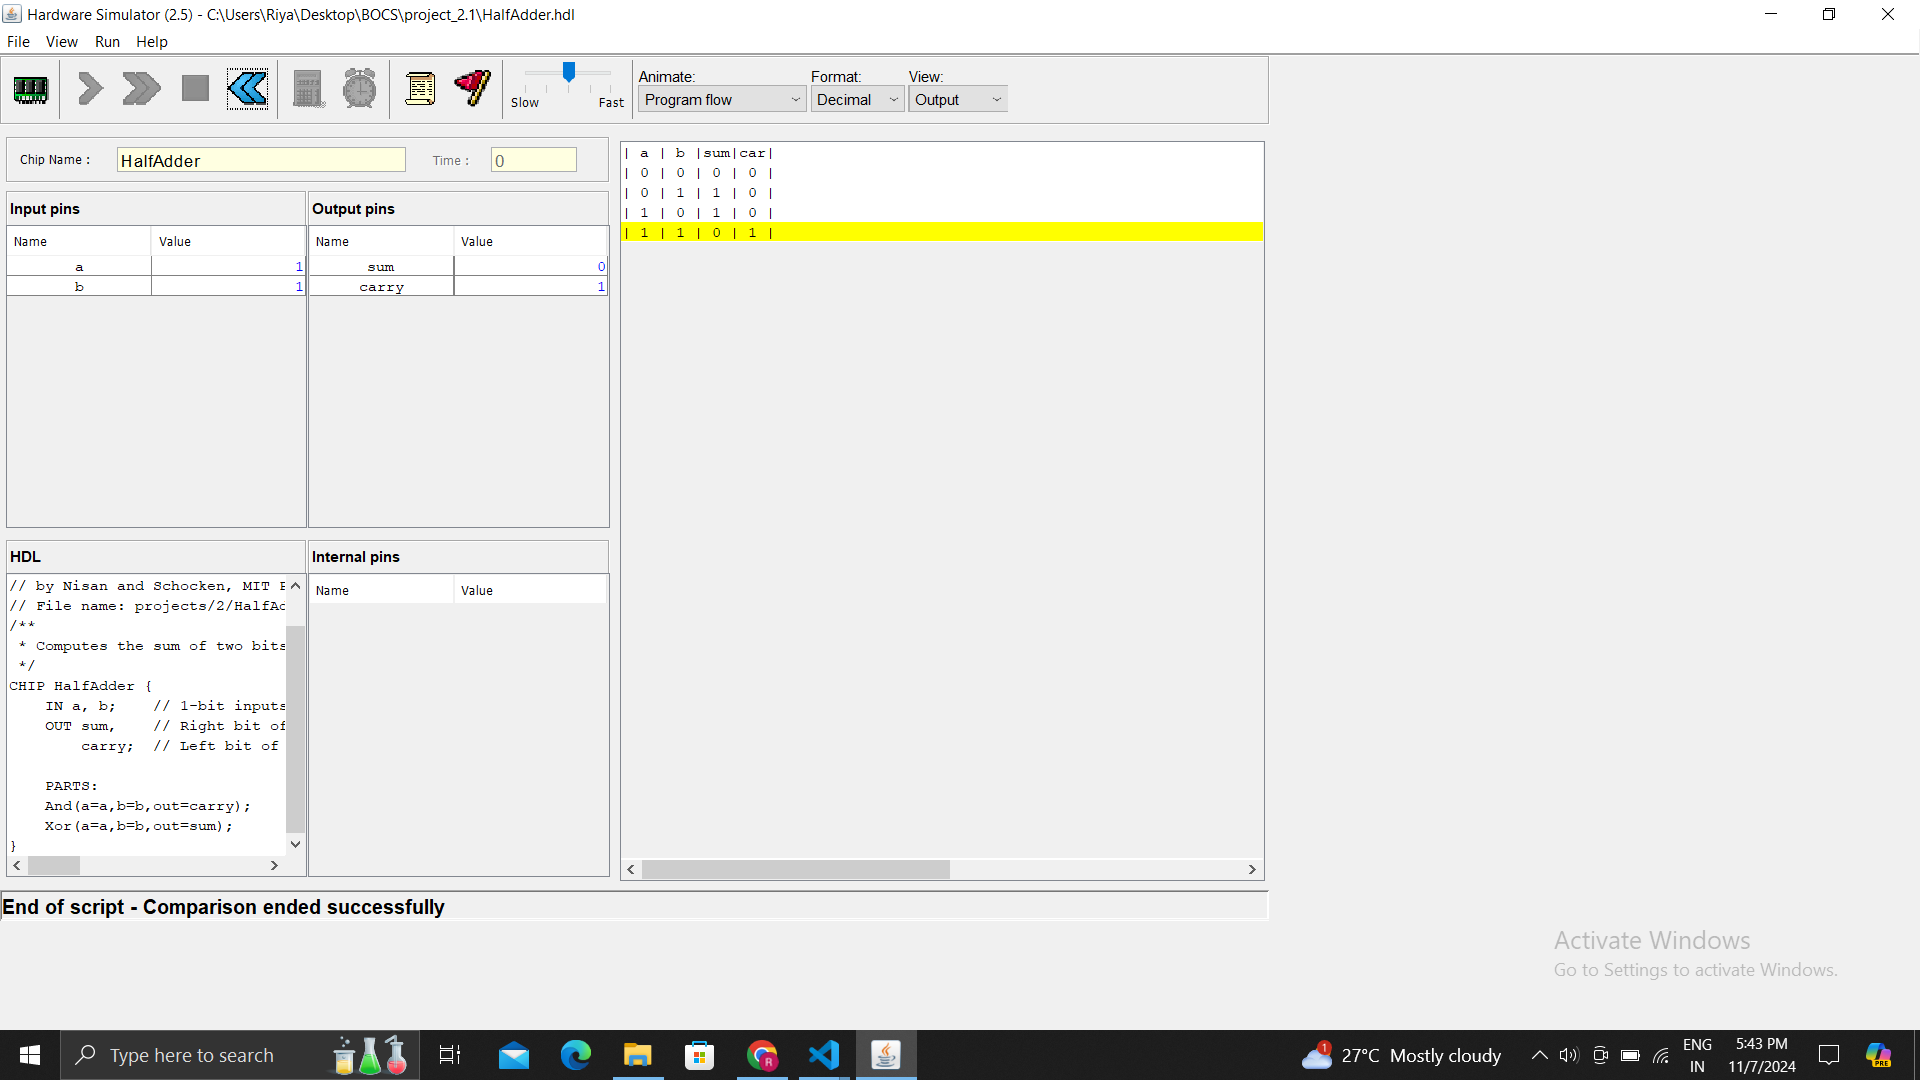 Hardware Simulator (2.5) - C:\Users\Riya\Desktop\BOCS\project_2.1\HalfAdder.hdl
File View Run Help
Slow Fast
Animate: Format: View:
Program flow Decimal Output
Chip Name : HalfAdder Time : 0
Input pins
Name Value
a 1
b 1
Output pins
Name Value
sum 0
carry 1
| a | b |sum|car|
| 0 | 0 | 0 | 0 |
| 0 | 1 | 1 | 0 |
| 1 | 0 | 1 | 0 |
| 1 | 1 | 0 | 1 |
HDL
// by Nisan and Schocken, MIT
// File name: projects/2/HalfAd
/**
* Computes the sum of two bits
*/
CHIP HalfAdder {
IN a, b; // 1-bit inputs
OUT sum, // Right bit of
carry; // Left bit of
PARTS:
And(a=a,b=b,out=carry);
Xor(a=a,b=b,out=sum);
}
Internal pins
Name Value
End of script - Comparison ended successfully
Activate Windows
Go to Settings to activate Windows.
Type here to search
1 27°C Mostly cloudy
ENG
IN
5:43 PM
11/7/2024
R
PRE